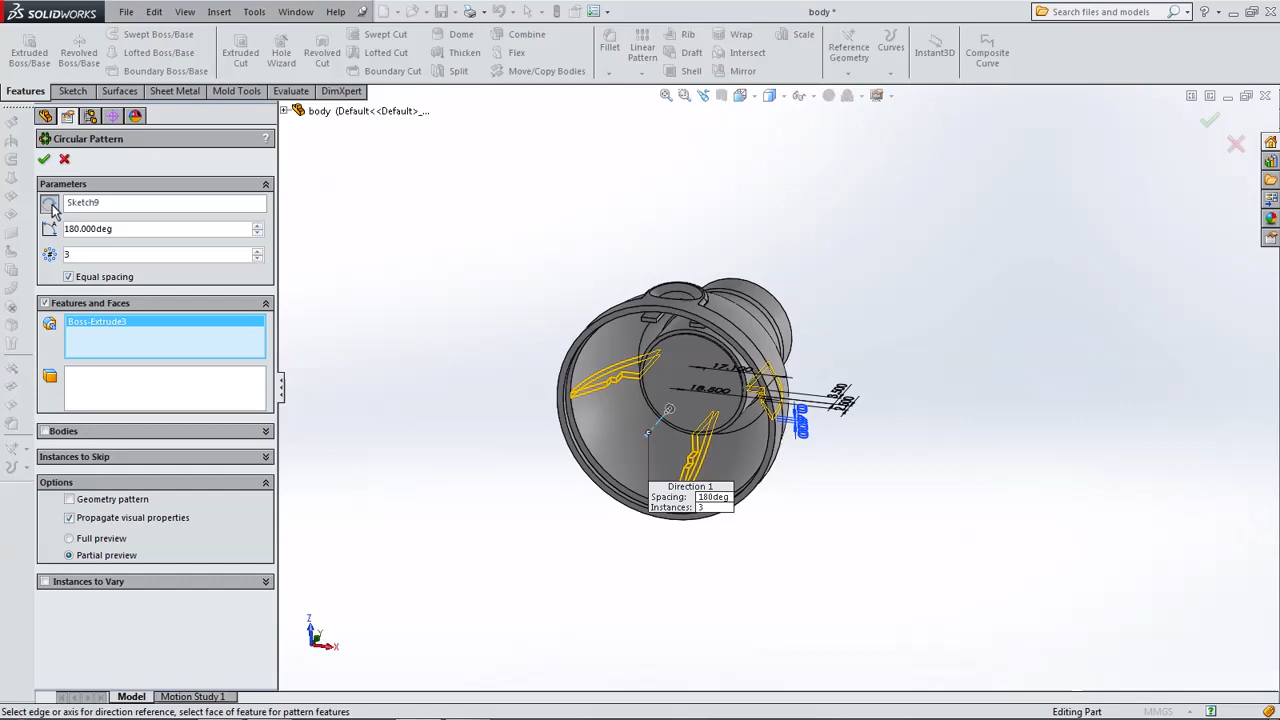 SOLIDWORKS File Edit View Insert Tools Window Help body * Search files and models
Extruded Boss/Base Revolved Boss/Base Swept Boss/Base Lofted Boss/Base Boundary Boss/Base Extruded Cut Hole Wizard Revolved Cut Swept Cut Lofted Cut Boundary Cut Dome Thicken Split Combine Flex Move/Copy Bodies Fillet Linear Pattern Rib Draft Shell Wrap Intersect Mirror Scale Reference Geometry Curves Instant3D Composite Curve
Features Sketch Surfaces Sheet Metal Mold Tools Evaluate DimXpert
body (Default<<Default>_...
Circular Pattern ?
Parameters
Sketch9
180.000deg
3
Equal spacing
Features and Faces
Boss-Extrude3
Bodies
Instances to Skip
Options
Geometry pattern
Propagate visual properties
Full preview
Partial preview
Instances to Vary
17.100
16.500
Direction 1
Spacing: 180deg
Instances: 3
Z
Y
X
Model Motion Study 1
Select edge or axis for direction reference, select face of feature for pattern features Editing Part MMGS